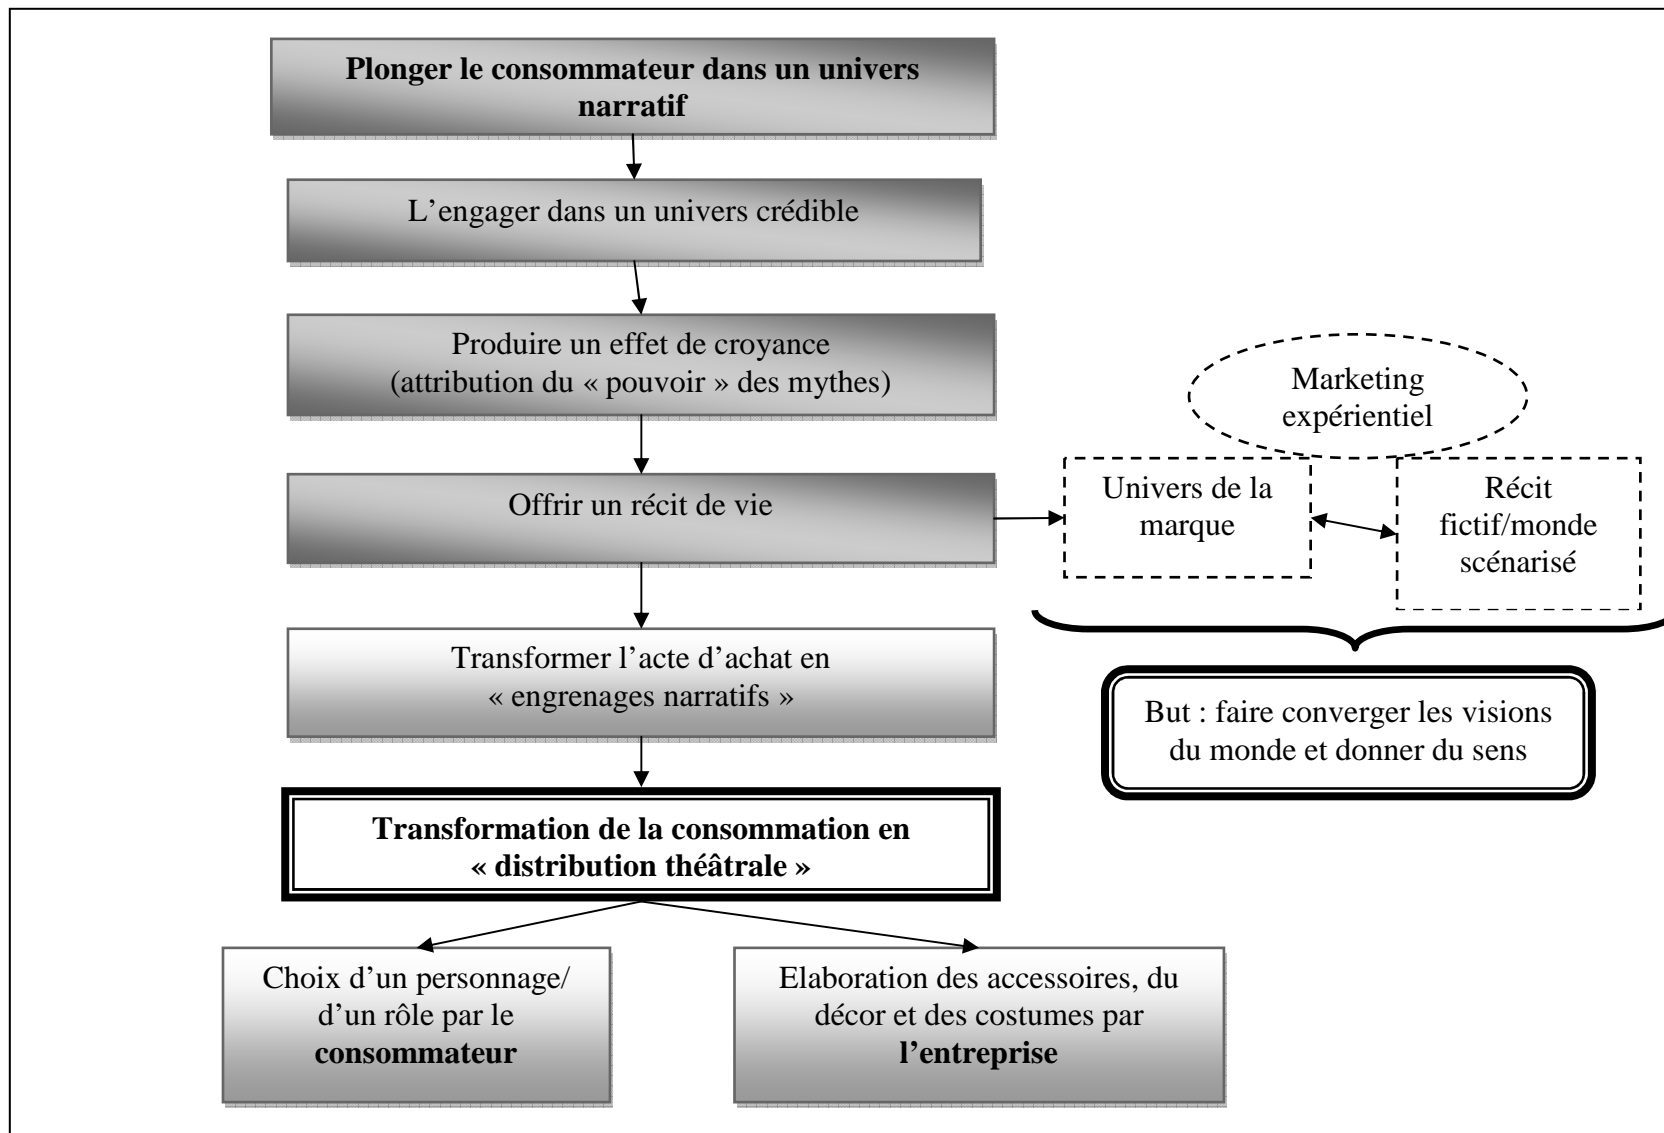 Plonger le consommateur dans un univers
narratif
L’engager dans un univers crédible
Produire un effet de croyance
(attribution du « pouvoir » des mythes)
Offrir un récit de vie
Marketing
expérientiel
Univers de la
marque
Récit
fictif/monde
scénarisé
Transformer l’acte d’achat en
« engrenages narratifs »
But : faire converger les visions
du monde et donner du sens
Transformation de la consommation en
« distribution théâtrale »
Choix d’un personnage/
d’un rôle par le
consommateur
Elaboration des accessoires, du
décor et des costumes par
l’entreprise